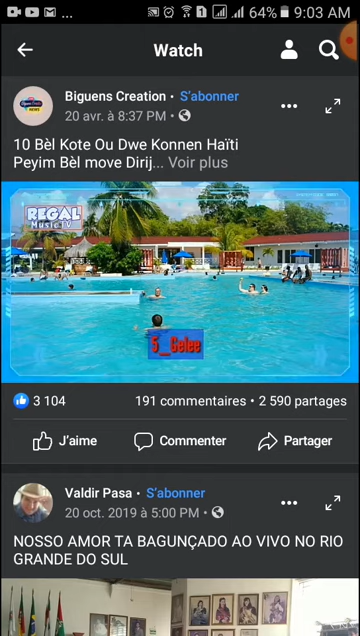 64% 9:03 AM
Watch
Biguens Creation • S'abonner
20 avr. à 8:37 PM •
10 Bèl Kote Ou Dwe Konnen Haïti
Peyim Bèl move Dirij... Voir plus
REGAL
Music TV
5_Gelee
3 104
191 commentaires • 2 590 partages
J'aime
Commenter
Partager
Valdir Pasa • S'abonner
20 oct. 2019 à 5:00 PM •
NOSSO AMOR TA BAGUNÇADO AO VIVO NO RIO
GRANDE DO SUL